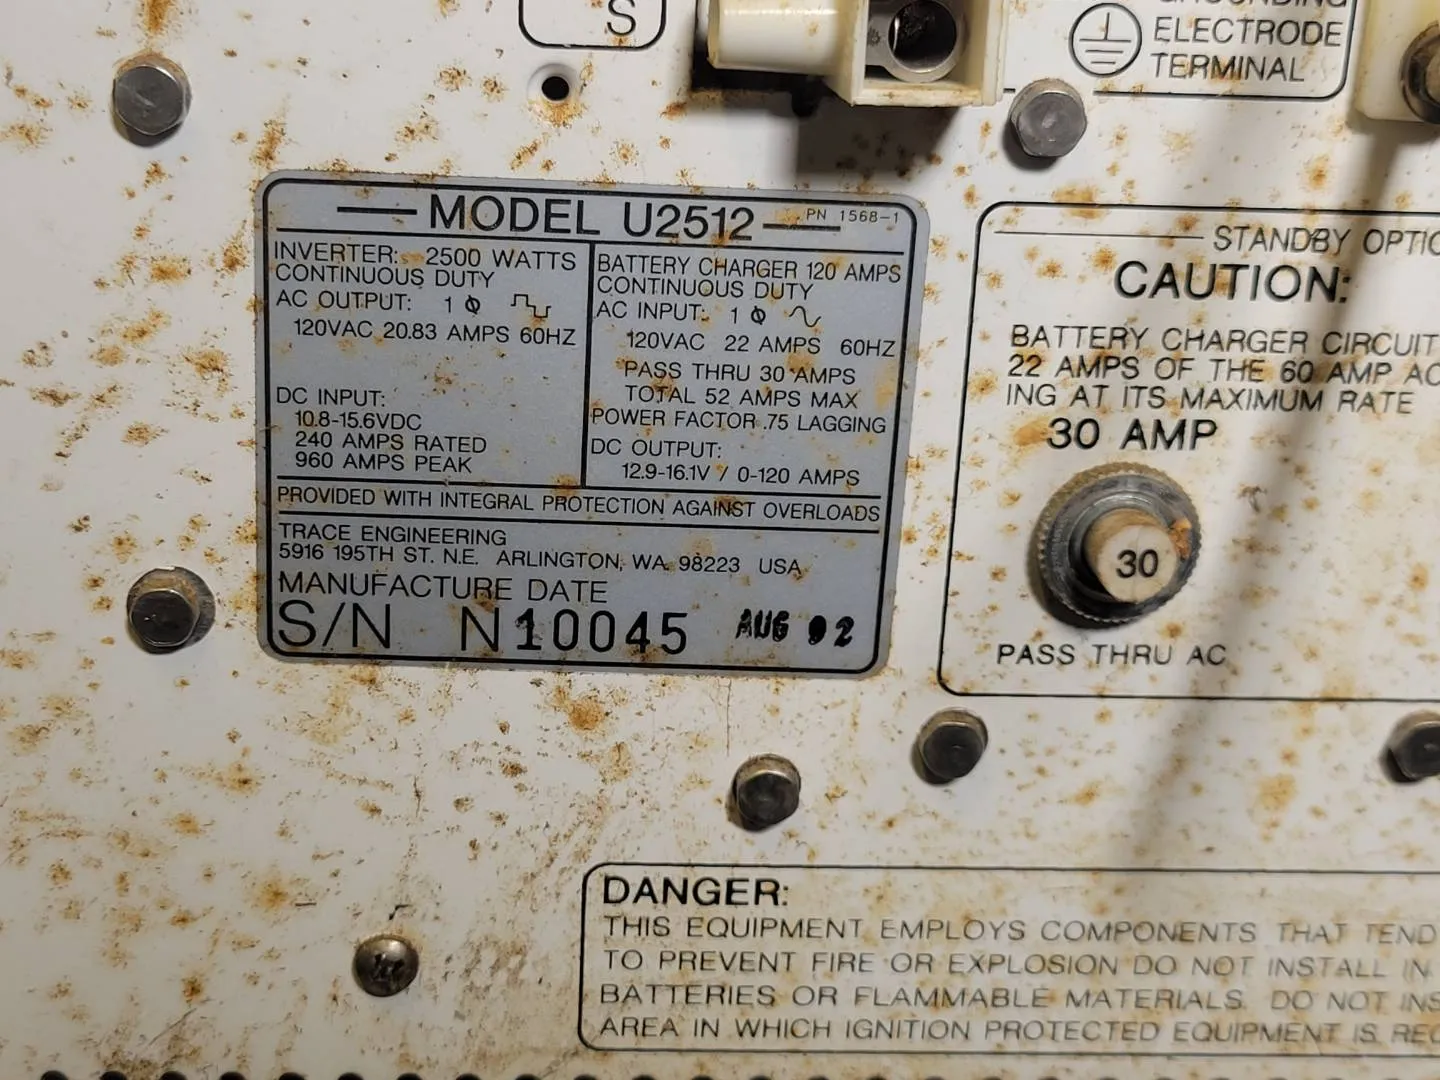 S
ELECTRODE
TERMINAL
MODEL U2512
PN 1568-1
INVERTER: 2500 WATTS
CONTINUOUS DUTY
AC OUTPUT: 1 ϕ
120VAC 20.83 AMPS 60HZ
DC INPUT:
10.8-15.6VDC
240 AMPS RATED
960 AMPS PEAK
BATTERY CHARGER 120 AMPS
CONTINUOUS DUTY
AC INPUT: 1 ϕ
120VAC 22 AMPS 60HZ
PASS THRU 30 AMPS
TOTAL 52 AMPS MAX
POWER FACTOR .75 LAGGING
DC OUTPUT:
12.9-16.1V / 0-120 AMPS
PROVIDED WITH INTEGRAL PROTECTION AGAINST OVERLOADS
TRACE ENGINEERING
5916 195TH ST. N.E. ARLINGTON, WA. 98223 USA
MANUFACTURE DATE
S/N N10045 AUG 92
STANDBY
CAUTION:
BATTERY CHARGER CIRCUIT
22 AMPS OF THE 60 AMP
ING AT ITS MAXIMUM RATE
30 AMP
30
PASS THRU AC
DANGER:
THIS EQUIPMENT EMPLOYS COMPONENTS THAT TEND
TO PREVENT FIRE OR EXPLOSION DO NOT INSTALL IN
BATTERIES OR FLAMMABLE MATERIALS. DO NOT
AREA IN WHICH IGNITION PROTECTED EQUIPMENT IS